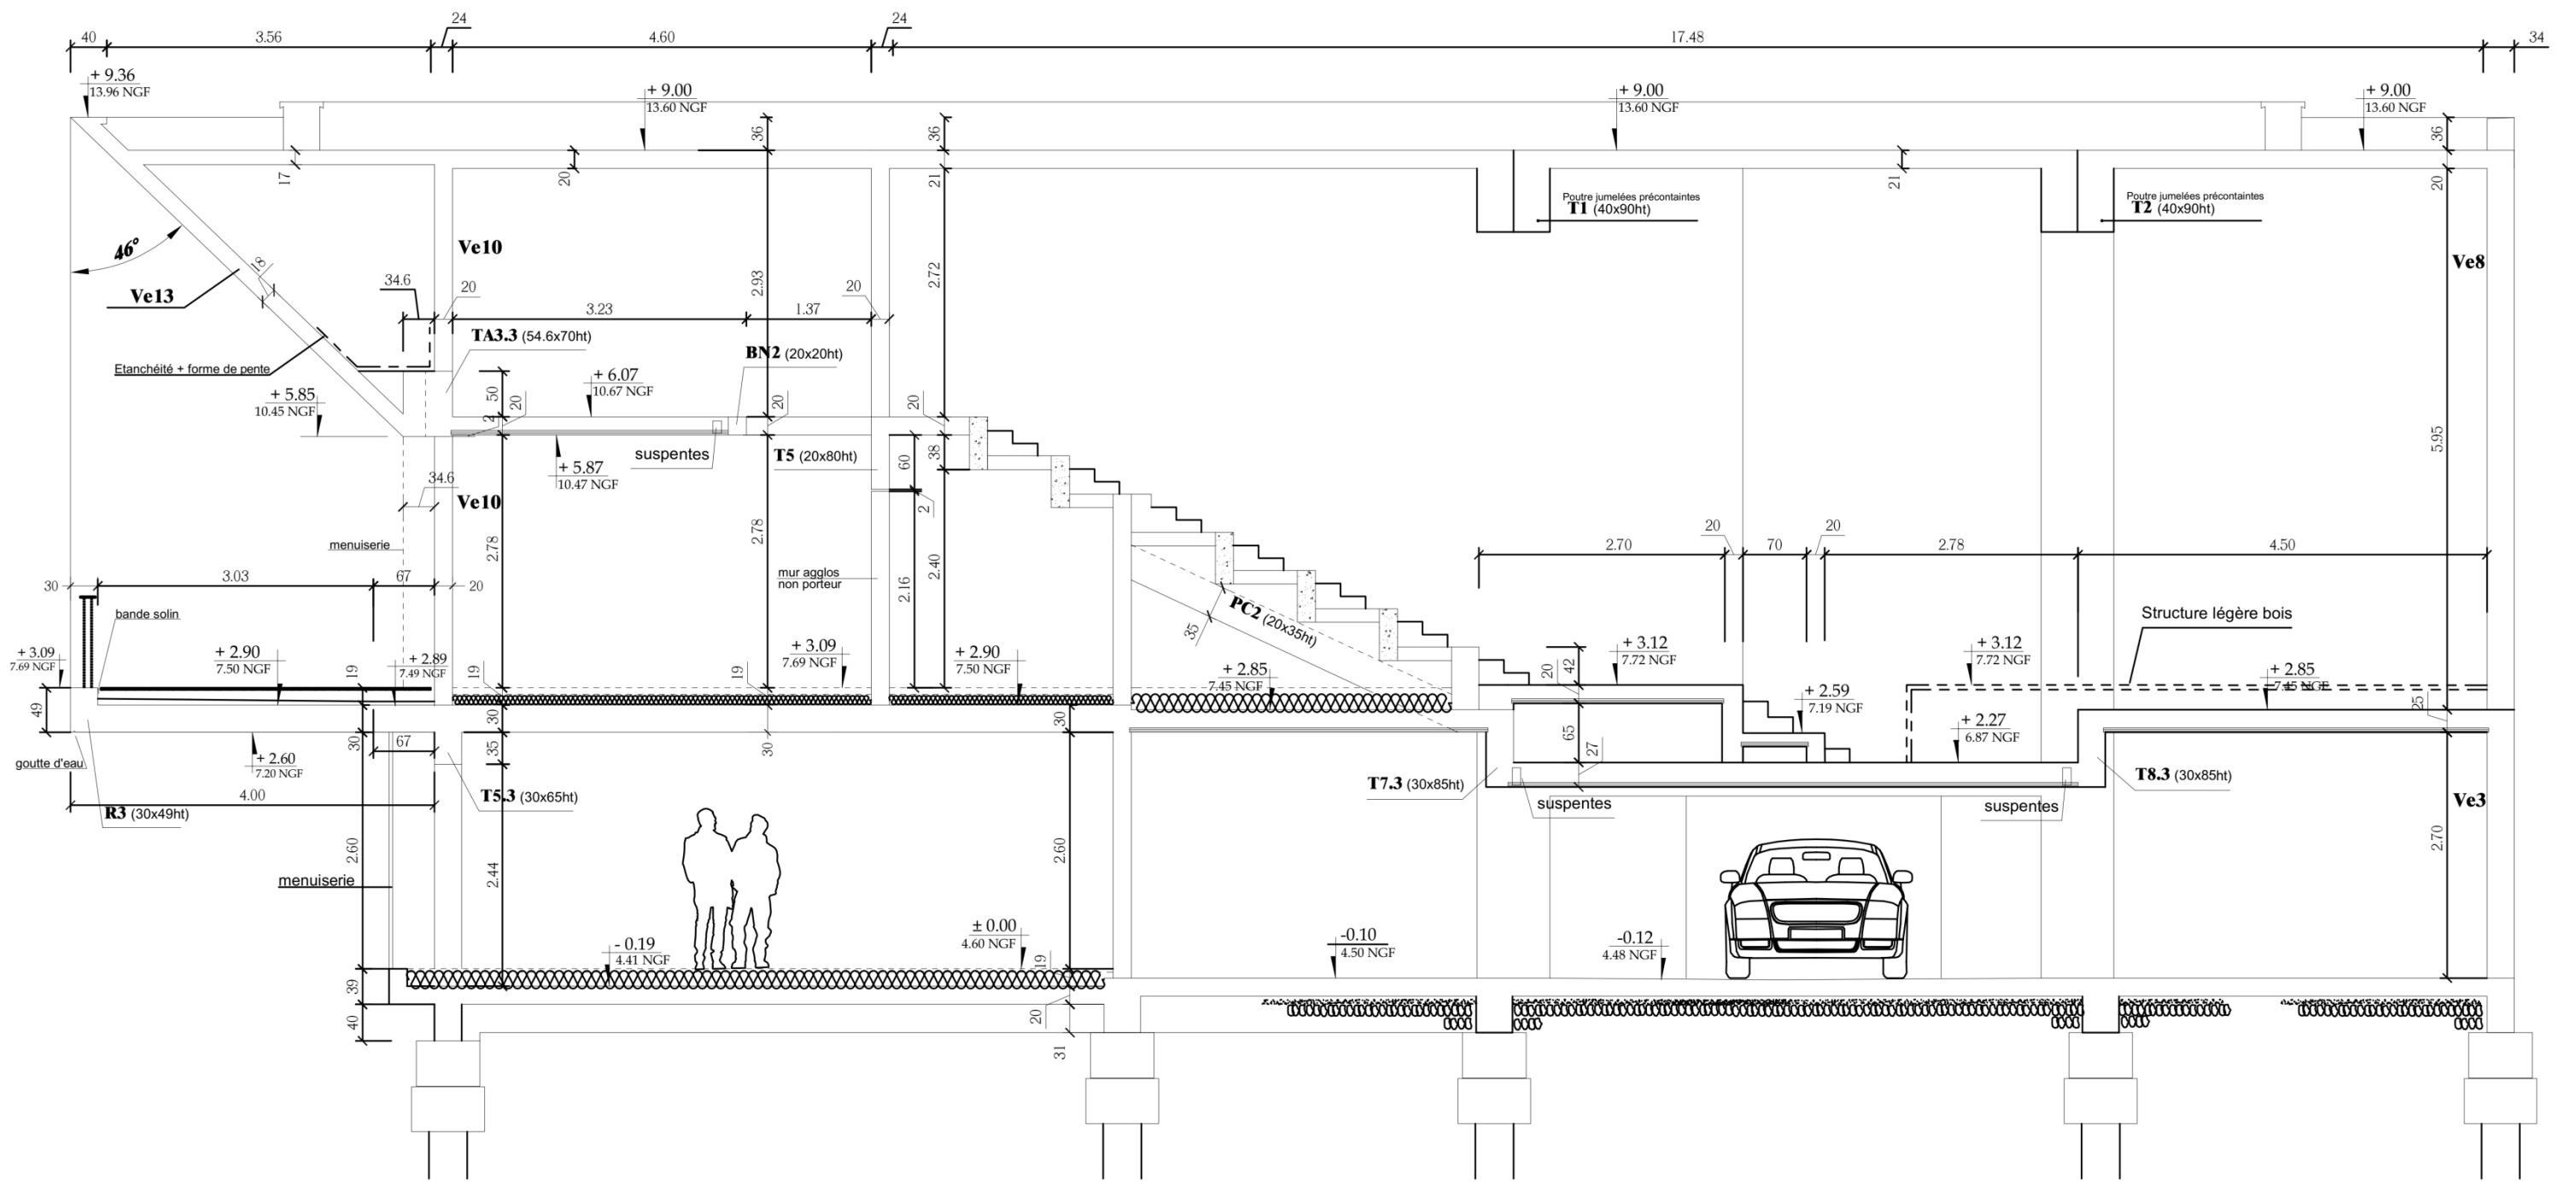 24
24
40
3.56
4.60
17.48
34
+ 9.36
13.96 NGF
+ 9.00
13.60 NGF
+ 9.00
13.60 NGF
+ 9.00
13.60 NGF
36
36
36
17
20
21
21
20
Poutre jumelées précontaintes
T1 (40x90ht)
Poutre jumelées précontaintes
T2 (40x90ht)
46°
Ve10
18
Ve13
34.6
20
2.93
2.72
20
Ve8
3.23
1.37
TA3.3 (54.6x70ht)
BN2 (20x20ht)
Etanchéité + forme de pente
+ 5.85
10.45 NGF
50
2
20
+ 6.07
10.67 NGF
20
20
suspentes
+ 5.87
10.47 NGF
T5 (20x80ht)
60
38
5.95
34.6
Ve10
2
menuiserie
2.78
2.78
2.40
2.16
mur agglos
non porteur
20
20
2.70
70
2.78
4.50
30
3.03
67
20
bande solin
PC2 (20x35ht)
35
Structure légère bois
+ 3.09
7.69 NGF
+ 2.90
7.50 NGF
19
+ 2.89
7.49 NGF
19
19
+ 3.09
7.69 NGF
+ 2.90
7.50 NGF
+ 2.85
7.45 NGF
20
42
+ 3.12
7.72 NGF
+ 3.12
7.72 NGF
+ 2.85
7.45 NGF
+ 2.59
7.19 NGF
+ 2.27
6.87 NGF
25
49
30
67
30
35
30
30
65
27
goutte d'eau
+ 2.60
7.20 NGF
4.00
R3 (30x49ht)
T5.3 (30x65ht)
T7.3 (30x85ht)
suspentes
suspentes
T8.3 (30x85ht)
Ve3
2.60
2.44
2.60
2.70
menuiserie
- 0.19
4.41 NGF
± 0.00
4.60 NGF
19
-0.10
4.50 NGF
-0.12
4.48 NGF
39
40
20
31